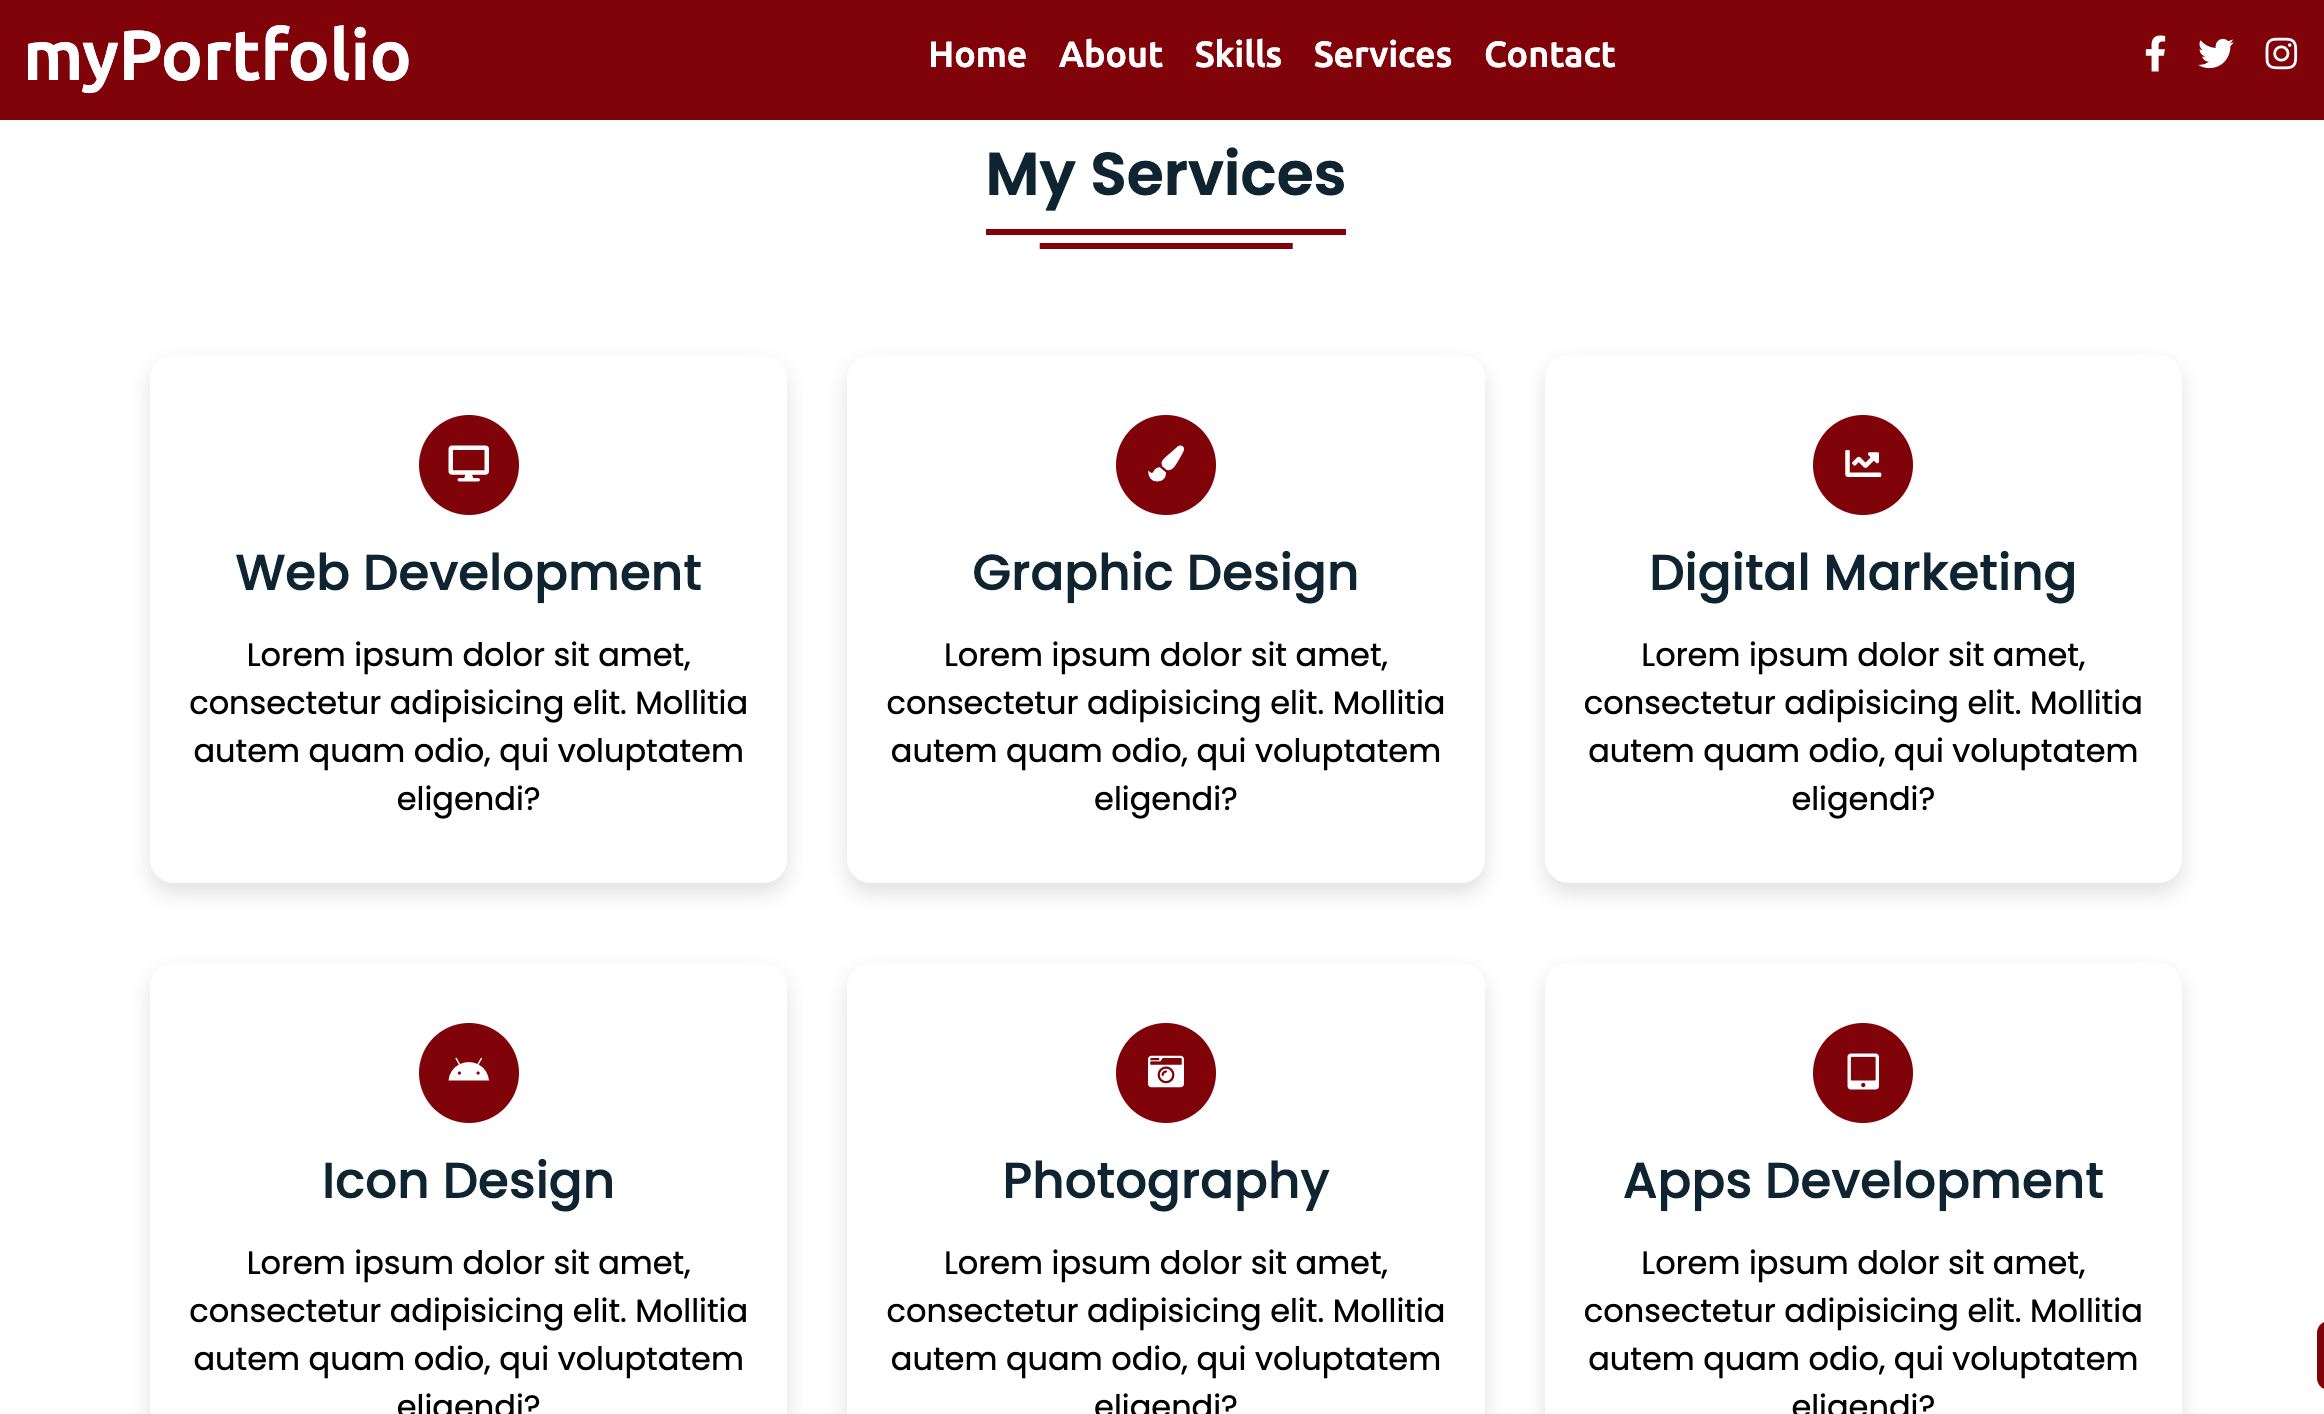 myPortfolio
Home About Skills Services Contact
My Services
Web Development
Lorem ipsum dolor sit amet,
consectetur adipisicing elit. Mollitia
autem quam odio, qui voluptatem
eligendi?
Graphic Design
Lorem ipsum dolor sit amet,
consectetur adipisicing elit. Mollitia
autem quam odio, qui voluptatem
eligendi?
Digital Marketing
Lorem ipsum dolor sit amet,
consectetur adipisicing elit. Mollitia
autem quam odio, qui voluptatem
eligendi?
Icon Design
Lorem ipsum dolor sit amet,
consectetur adipisicing elit. Mollitia
autem quam odio, qui voluptatem
eligendi?
Photography
Lorem ipsum dolor sit amet,
consectetur adipisicing elit. Mollitia
autem quam odio, qui voluptatem
eligendi?
Apps Development
Lorem ipsum dolor sit amet,
consectetur adipisicing elit. Mollitia
autem quam odio, qui voluptatem
eligendi?